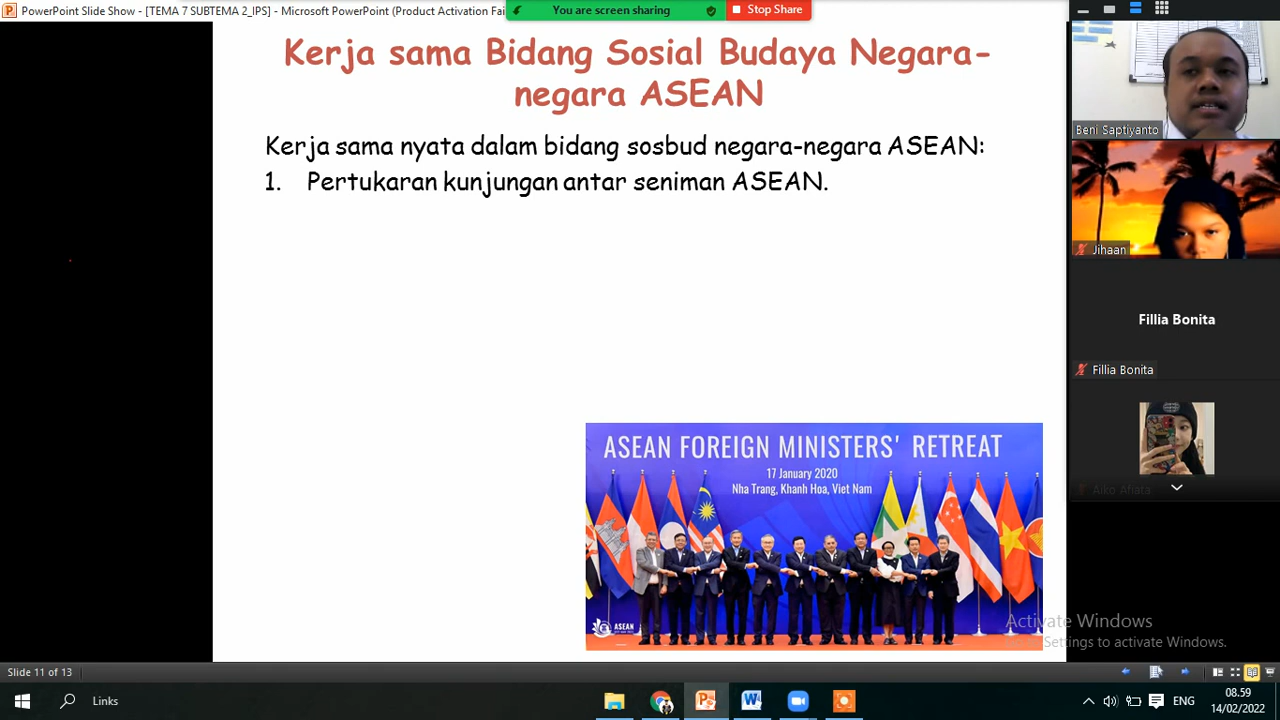 PowerPoint Slide Show - [TEMA 7 SUBTEMA 2_IPS] - Microsoft PowerPoint (Product Activation Fai
You are screen sharing
Stop Share
Kerja sama Bidang Sosial Budaya Negara-
negara ASEAN
Kerja sama nyata dalam bidang sosbud negara-negara ASEAN:
1. Pertukaran kunjungan antar seniman ASEAN.
ASEAN FOREIGN MINISTERS' RETREAT
17 January 2020
Nha Trang, Khanh Hoa, Viet Nam
ASEAN
Beni Saptiyanto
Jihaan
Fillia Bonita
Fillia Bonita
Aiko Afiata
Activate Windows
Settings to activate Windows.
Slide 11 of 13
Links
ENG
08.59
14/02/2022